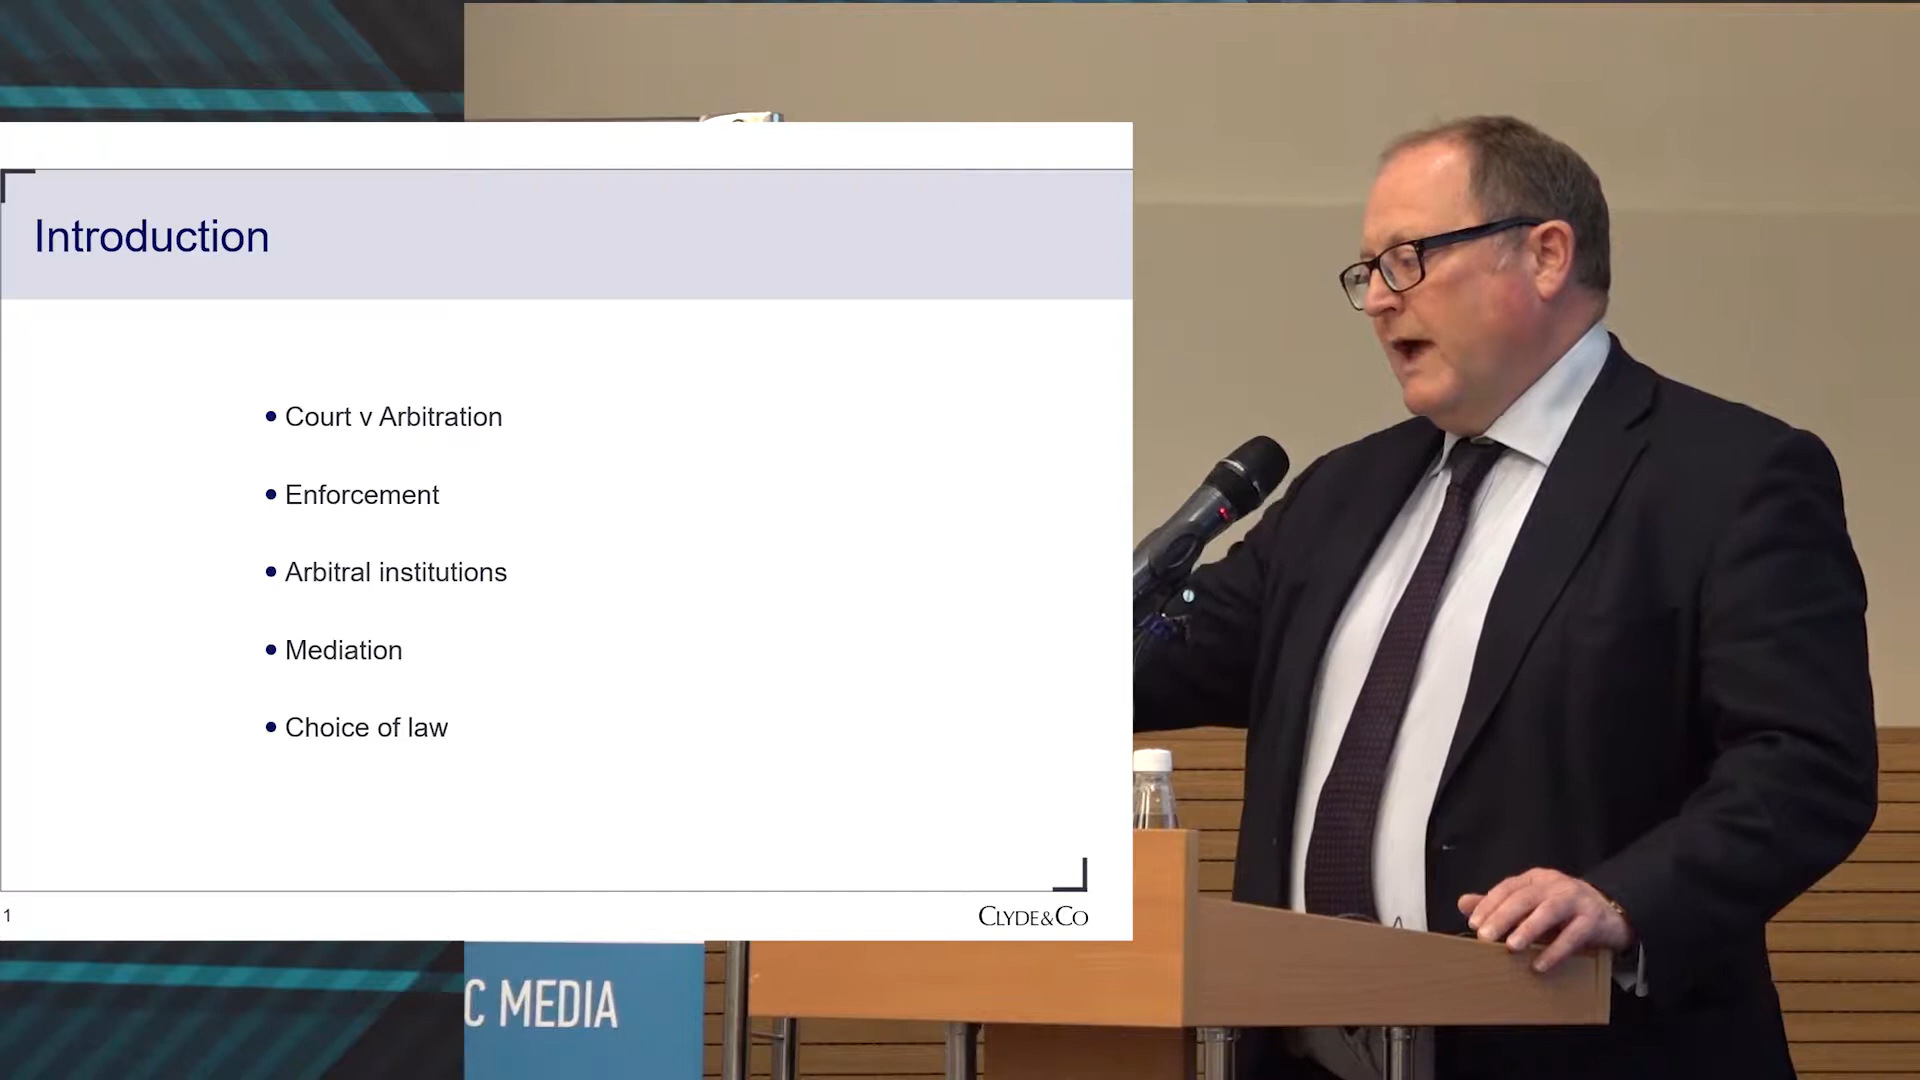 Introduction
• Court v Arbitration
• Enforcement
• Arbitral institutions
• Mediation
• Choice of law
1
CLYDE&CO
C MEDIA